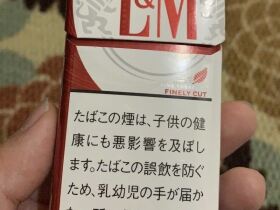 L&M
FINELY CUT
たばこの煙は、子供の健
康にも悪影響を及ぼし
ます。たばこの誤飲を防ぐ
ため、乳幼児の手が届か